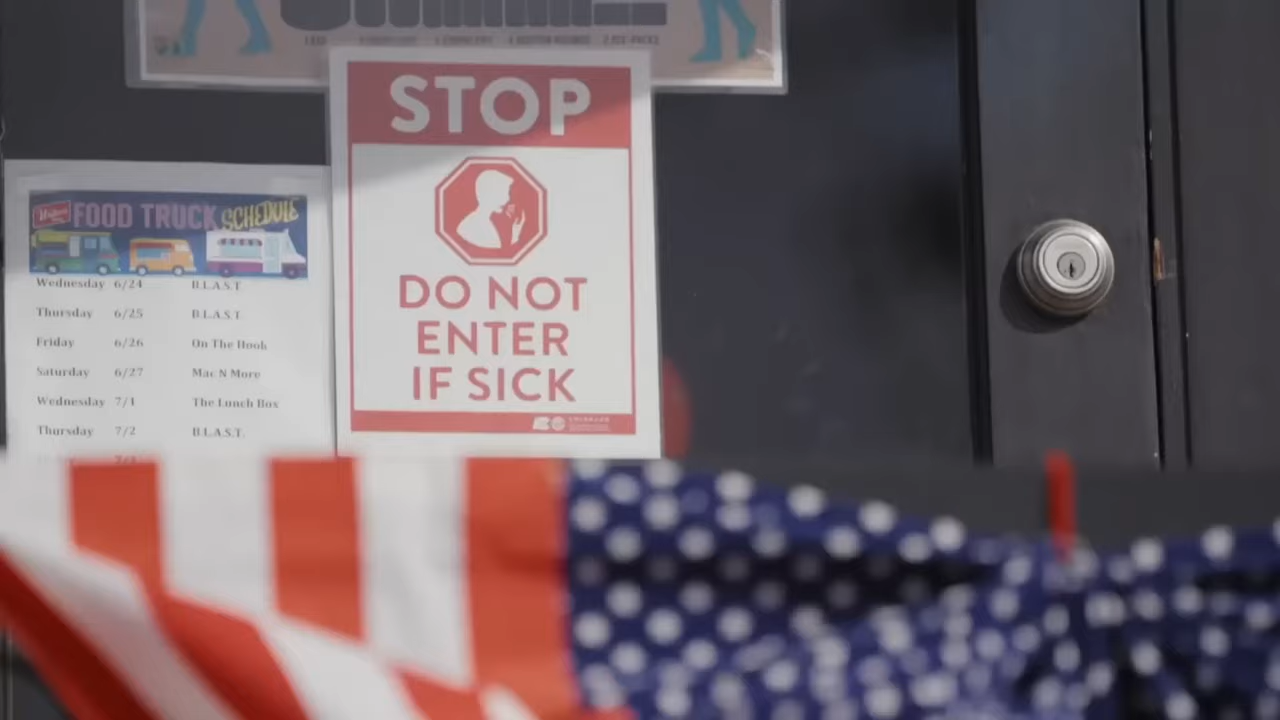 STOP
DO NOT
ENTER
IF SICK
FOOD TRUCK SCHEDULE
Wednesday 6/24 B.L.A.S.T.
Thursday 6/25 B.L.A.S.T.
Friday 6/26 On The Hook
Saturday 6/27 Mac N More
Wednesday 7/1 The Lunch Box
Thursday 7/2 B.L.A.S.T.